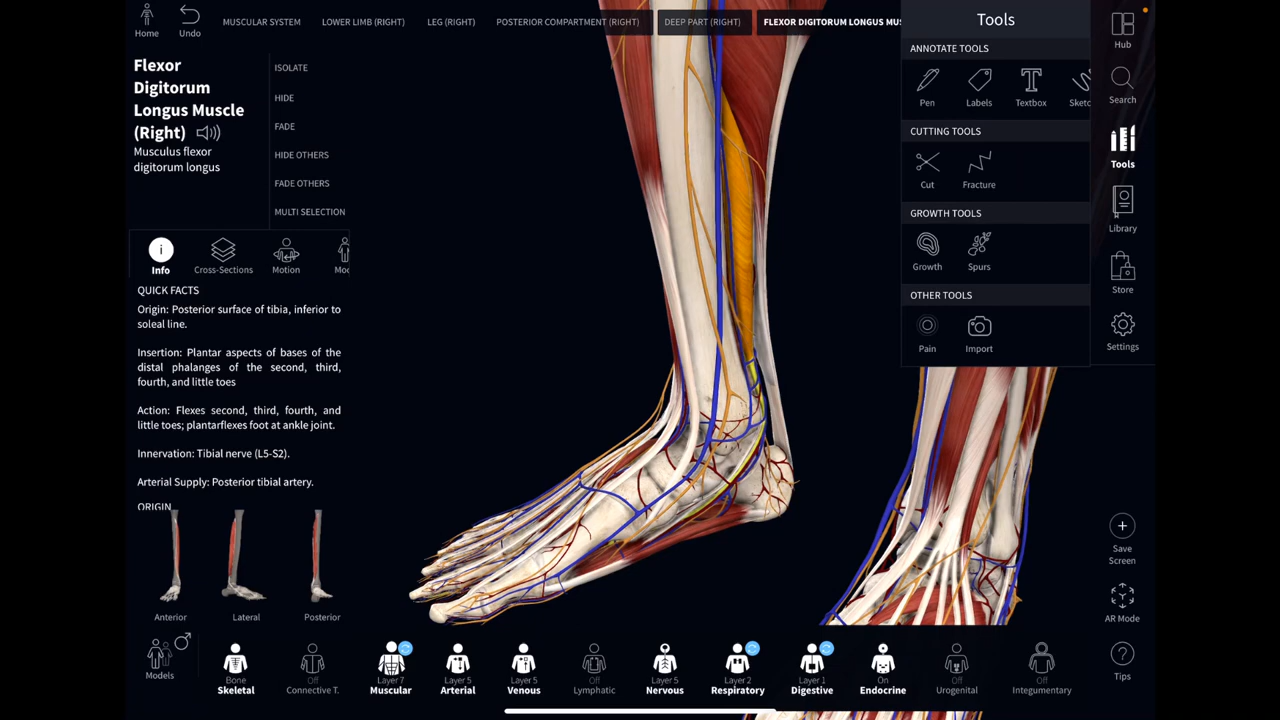 Home
Undo
MUSCULAR SYSTEM
LOWER LIMB (RIGHT)
LEG (RIGHT)
POSTERIOR COMPARTMENT (RIGHT)
DEEP PART (RIGHT)
FLEXOR DIGITORUM LONGUS MUS
Flexor
Digitorum
Longus Muscle
(Right)
Musculus flexor
digitorum longus
ISOLATE
HIDE
FADE
HIDE OTHERS
FADE OTHERS
MULTI SELECTION
Info
Cross-Sections
Motion
Mo
QUICK FACTS
Origin: Posterior surface of tibia, inferior to
soleal line.
Insertion: Plantar aspects of bases of the
distal phalanges of the second, third,
fourth, and little toes
Action: Flexes second, third, fourth, and
little toes; plantarflexes foot at ankle joint.
Innervation: Tibial nerve (L5-S2).
Arterial Supply: Posterior tibial artery.
ORIGIN
Anterior
Lateral
Posterior
Tools
ANNOTATE TOOLS
Pen
Labels
Textbox
Sketc
CUTTING TOOLS
Cut
Fracture
GROWTH TOOLS
Growth
Spurs
OTHER TOOLS
Pain
Import
Hub
Search
Tools
Library
Store
Settings
Save
Screen
AR Mode
Tips
Models
Bone
Skeletal
Off
Connective T.
Layer 7
Muscular
Layer 5
Arterial
Layer 5
Venous
Off
Lymphatic
Layer 5
Nervous
Layer 2
Respiratory
Layer 1
Digestive
On
Endocrine
Off
Urogenital
Off
Integumentary